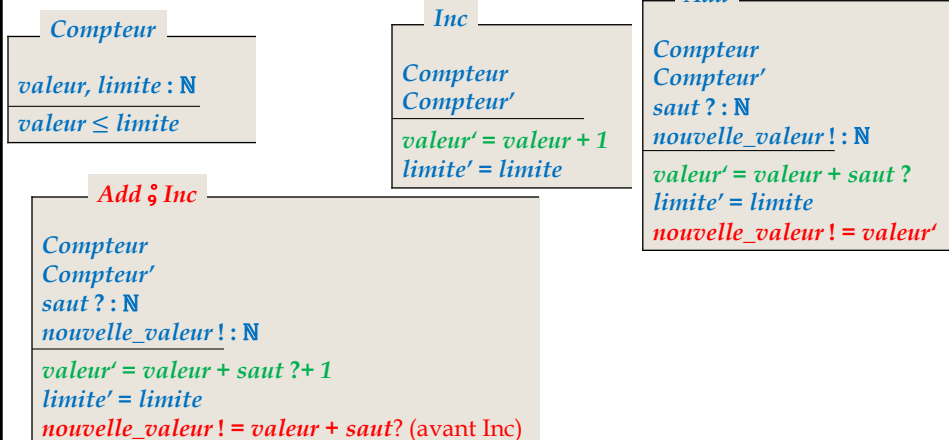 Compteur
valeur, limite : ℕ
valeur ≤ limite
Inc
Compteur
Compteur'
valeur‘ = valeur + 1
limite’ = limite
Compteur
Compteur’
saut ? : ℕ
nouvelle_valeur ! : ℕ
valeur‘ = valeur + saut ?
limite’ = limite
nouvelle_valeur ! = valeur‘
Add ⨟ Inc
Compteur
Compteur’
saut ? : ℕ
nouvelle_valeur ! : ℕ
valeur‘ = valeur + saut ?+ 1
limite’ = limite
nouvelle_valeur ! = valeur + saut? (avant Inc)